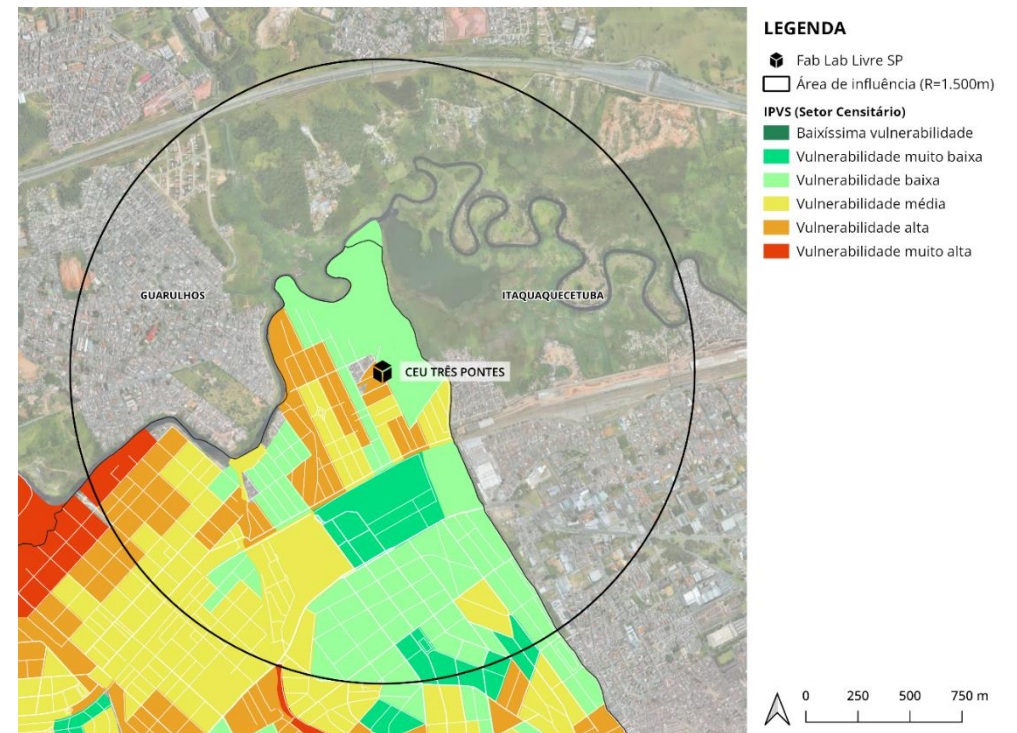 GUARULHOS
ITAQUAQUECETUBA
CEU TRÊS PONTES
LEGENDA
Fab Lab Livre SP
Área de influência (R=1.500m)
IPVS (Setor Censitário)
Baixíssima vulnerabilidade
Vulnerabilidade muito baixa
Vulnerabilidade baixa
Vulnerabilidade média
Vulnerabilidade alta
Vulnerabilidade muito alta
0 250 500 750 m